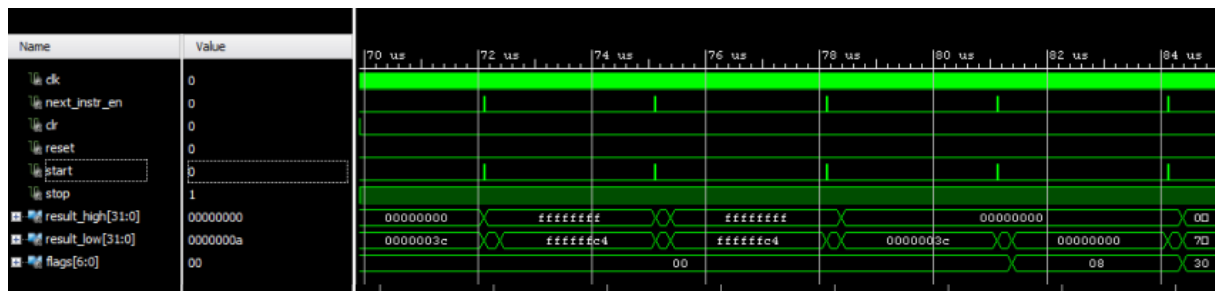 Name Value 70 us 72 us 74 us 76 us 78 us 80 us 82 us 84 us
clk 0
next_instr_en 0
clr 0
reset 0
start 0
stop 1
result_high[31:0] 00000000 00000000 ffffffff ffffffff 00000000
result_low[31:0] 0000000a 0000003c ffffffc4 ffffffc4 0000003c 00000000
flags[6:0] 00 00 08 30